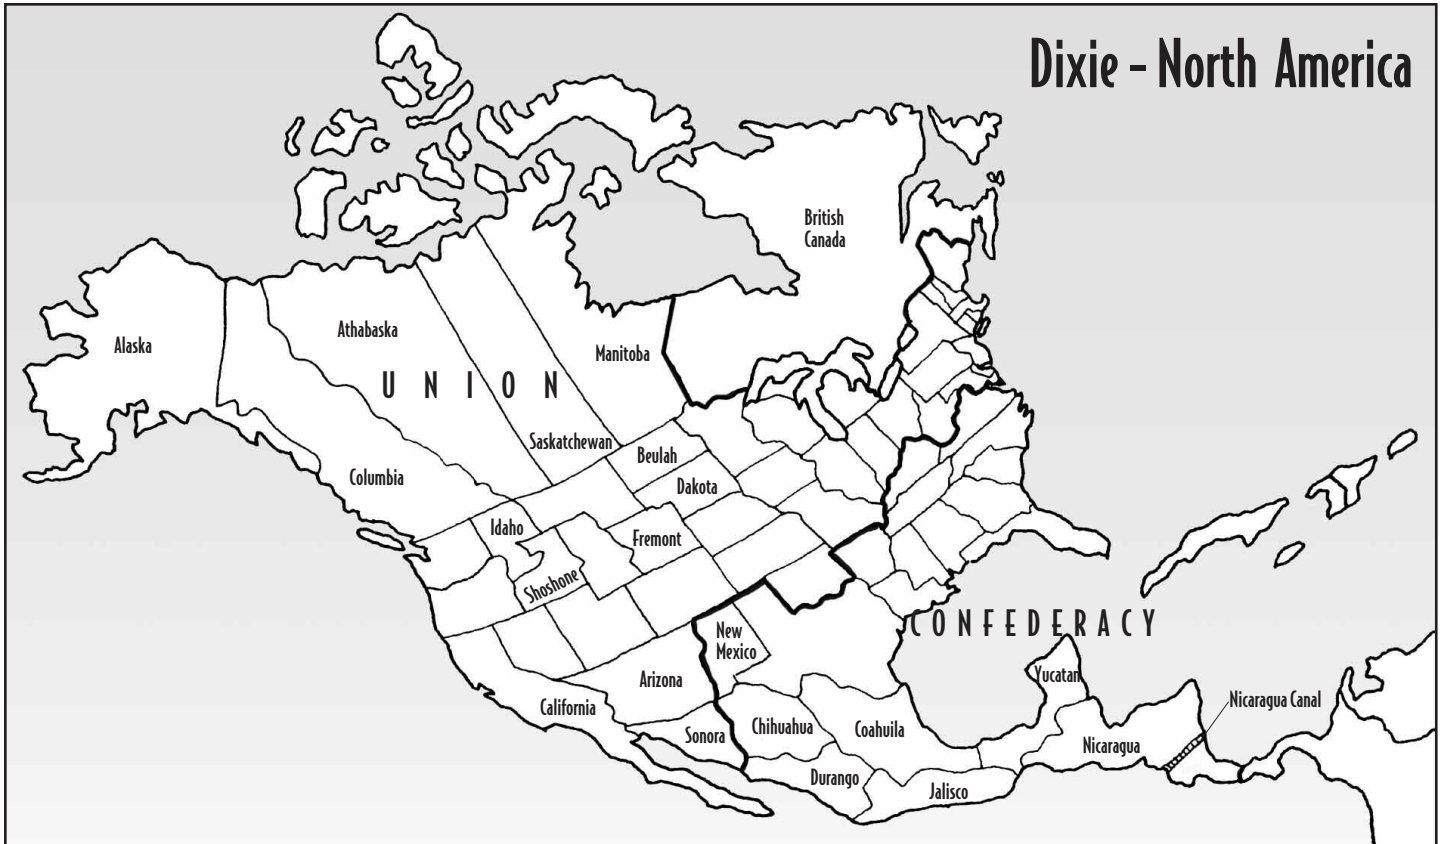 Dixie – North America
British
Canada
Alaska
Athabaska
Manitoba
UNION
Saskatchewan
Beulah
Columbia
Dakota
Idaho
Fremont
Shoshone
CONFEDERACY
New
Mexico
Yucatan
Arizona
Nicaragua Canal
California
Chihuahua
Coahuila
Sonora
Nicaragua
Durango
Jalisco